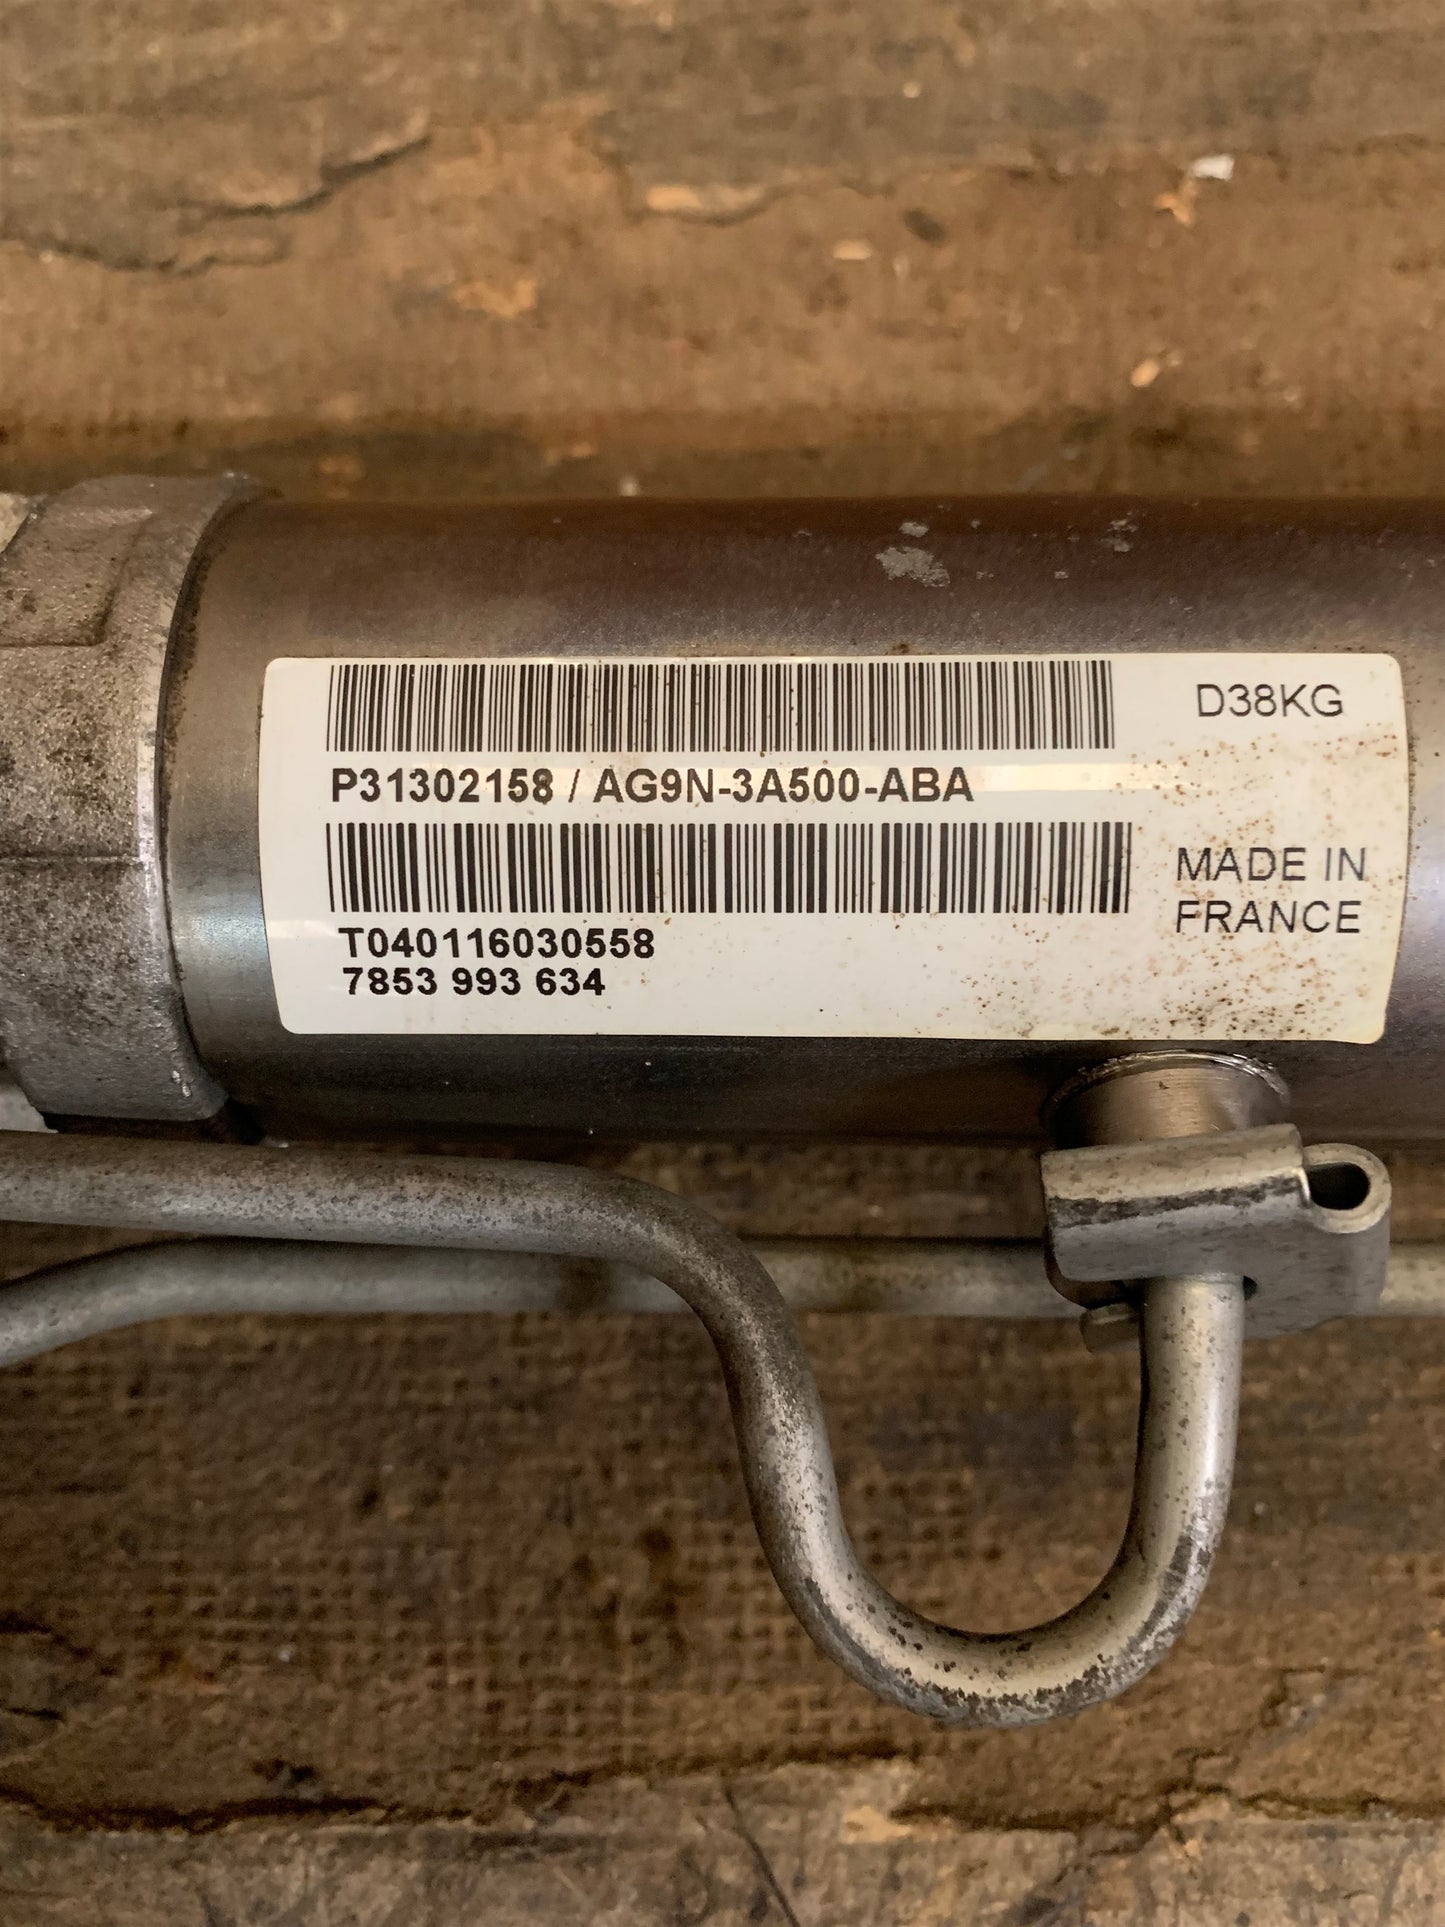 D38KG
P31302158 / AG9N-3A500-ABA
MADE IN
FRANCE
T040116030558
7853 993 634